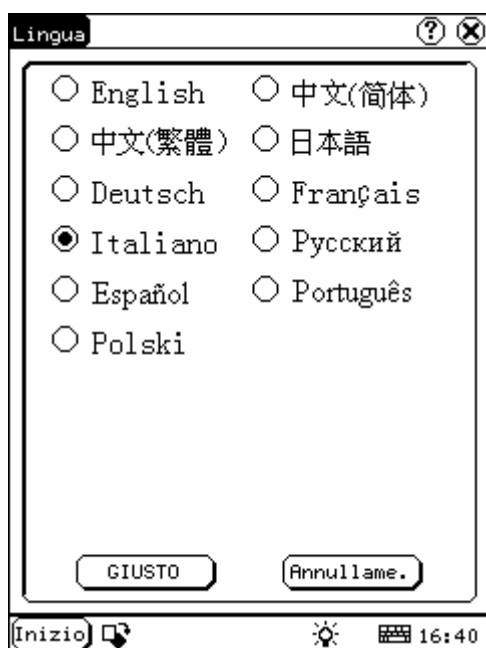 Lingua
English 中文(简体)
中文(繁體) 日本語
Deutsch Français
Italiano Русский
Español Português
Polski
GIUSTO Annullame.
Inizio 16:40